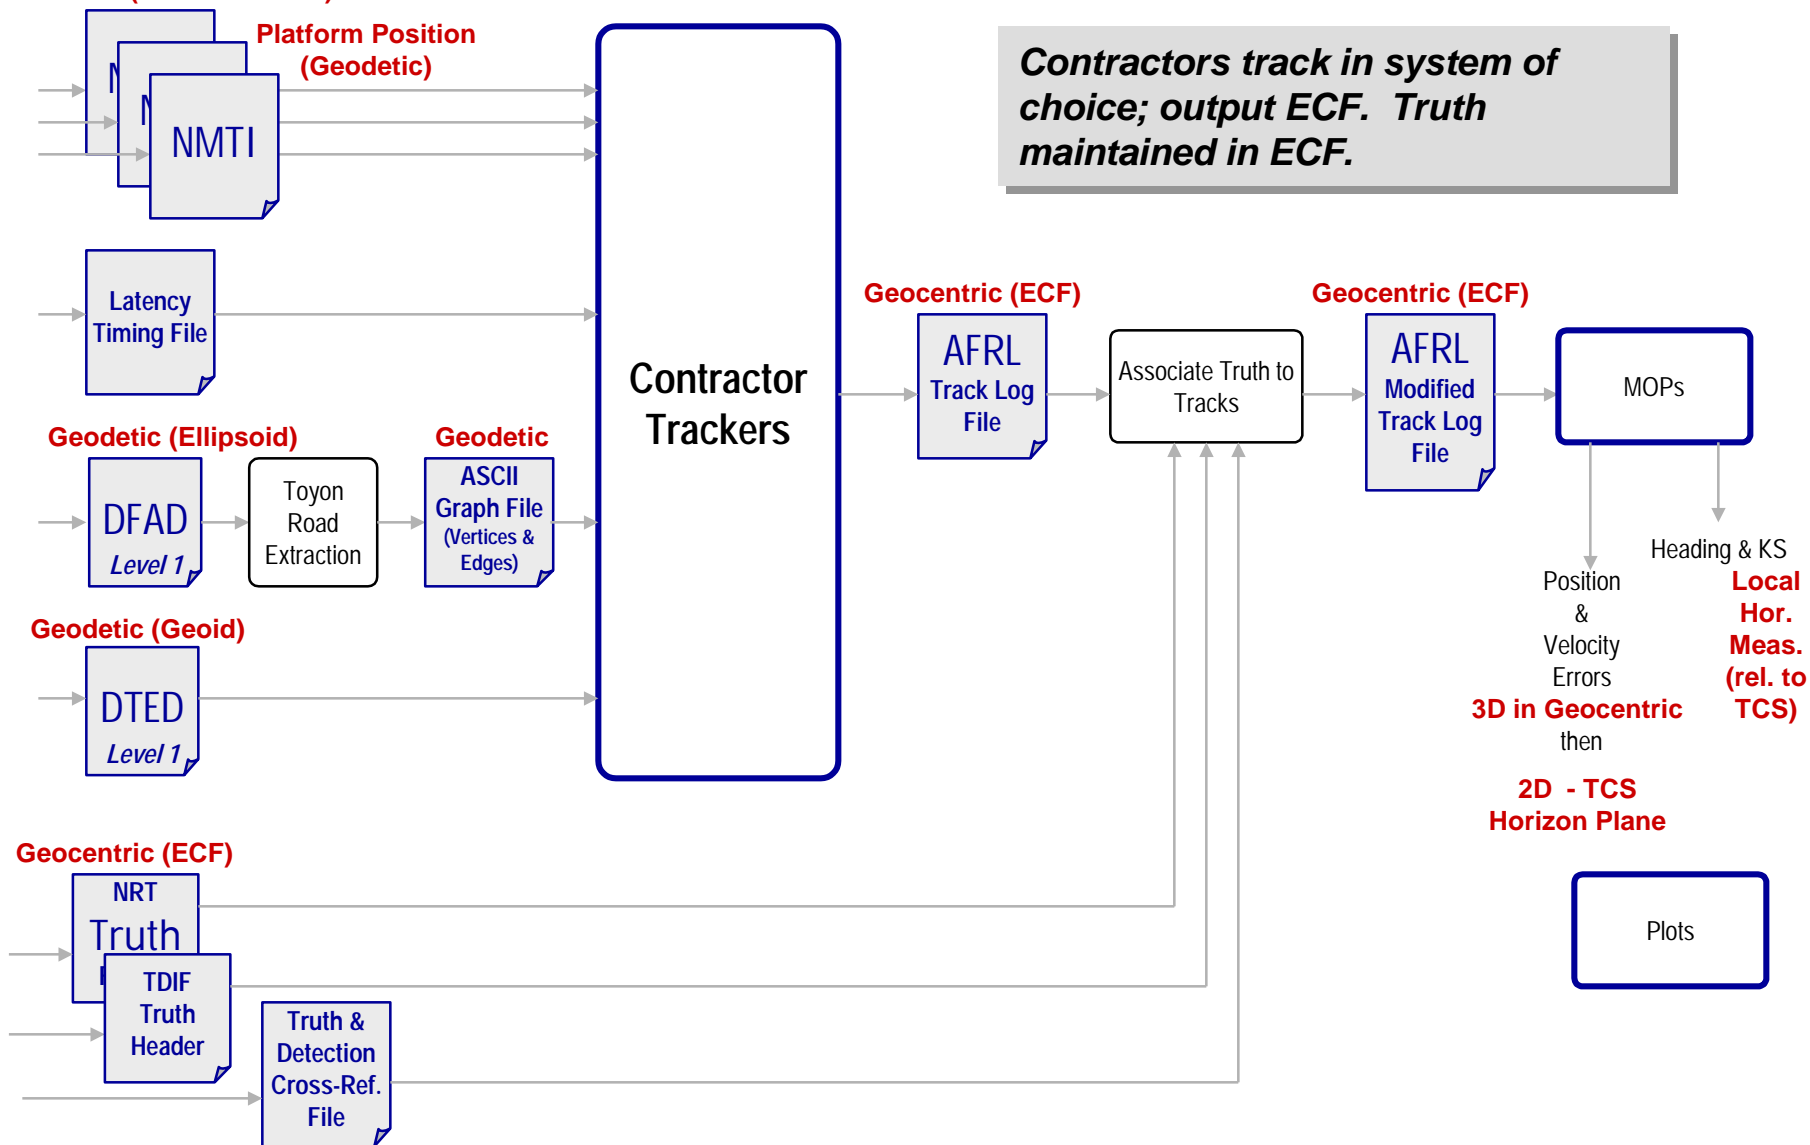 Platform Position
(Geodetic)
NMTI
Contractors track in system of
choice; output ECF.  Truth
maintained in ECF.
Latency
Timing File
Contractor
Trackers
Geocentric (ECF)
AFRL
Track Log
File
Associate Truth to
Tracks
Geocentric (ECF)
AFRL
Modified
Track Log
File
MOPs
Geodetic (Ellipsoid)
DFAD
Level 1
Toyon
Road
Extraction
Geodetic
ASCII
Graph File
(Vertices &
Edges)
Heading & KS
Local
Hor.
Meas.
(rel. to
TCS)
Position
&
Velocity
Errors
3D in Geocentric
then
2D  - TCS
Horizon Plane
Geodetic (Geoid)
DTED
Level 1
Geocentric (ECF)
NRT
Truth
TDIF
Truth
Header
Truth &
Detection
Cross-Ref.
File
Plots